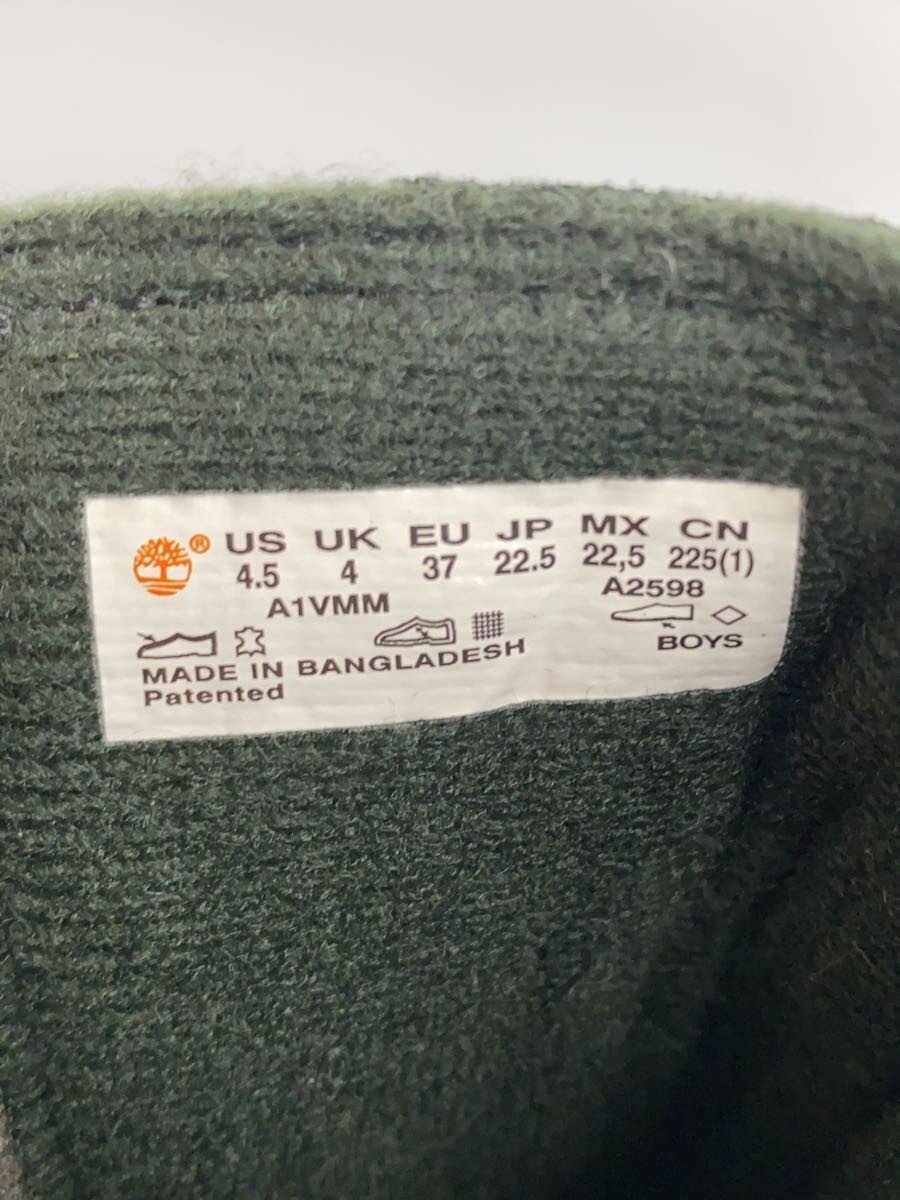 ® US UK EU JP MX CN
4.5 4 37 22.5 22,5 225(1)
A1VMM A2598
BOYS
MADE IN BANGLADESH
Patented